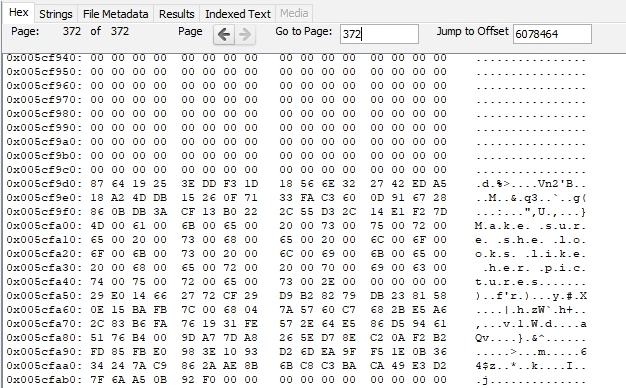 Hex Strings File Metadata Results Indexed Text Media
Page: 372 of 372 Page Go to Page: 372 Jump to Offset 6078464
0x005cf940: 00 00 00 00 00 00 00 00 00 00 00 00 00 00 00 00 ................
0x005cf950: 00 00 00 00 00 00 00 00 00 00 00 00 00 00 00 00 ................
0x005cf960: 00 00 00 00 00 00 00 00 00 00 00 00 00 00 00 00 ................
0x005cf970: 00 00 00 00 00 00 00 00 00 00 00 00 00 00 00 00 ................
0x005cf980: 00 00 00 00 00 00 00 00 00 00 00 00 00 00 00 00 ................
0x005cf990: 00 00 00 00 00 00 00 00 00 00 00 00 00 00 00 00 ................
0x005cf9a0: 00 00 00 00 00 00 00 00 00 00 00 00 00 00 00 00 ................
0x005cf9b0: 00 00 00 00 00 00 00 00 00 00 00 00 00 00 00 00 ................
0x005cf9c0: 00 00 00 00 00 00 00 00 00 00 00 00 00 00 00 00 ................
0x005cf9d0: 87 64 19 25 3E DD F3 1D 18 56 6E 32 27 42 ED A5 .d.%>....Vn2'B..
0x005cf9e0: 18 A2 4D DB 15 26 0F 71 33 FA C3 60 0D 91 67 28 ..M..&.q3..`..g(
0x005cf9f0: 86 0B DB 3A CF 13 B0 22 2C 55 D3 2C 14 E1 F2 7D ...:...",U.,...}
0x005cfa00: 4D 00 61 00 6B 00 65 00 20 00 73 00 75 00 72 00 M.a.k.e. .s.u.r.
0x005cfa10: 65 00 20 00 73 00 68 00 65 00 20 00 6C 00 6F 00 e. .s.h.e. .l.o.
0x005cfa20: 6F 00 6B 00 73 00 20 00 6C 00 69 00 6B 00 65 00 o.k.s. .l.i.k.e.
0x005cfa30: 20 00 68 00 65 00 72 00 20 00 70 00 69 00 63 00 .h.e.r. .p.i.c.
0x005cfa40: 74 00 75 00 72 00 65 00 73 00 2E 00 00 00 00 00 t.u.r.e.s.......
0x005cfa50: 29 E0 14 66 27 72 CF 29 D9 B2 82 79 DB 23 81 58 )..f'r.)...y.#.X
0x005cfa60: 0E 15 BA FB 7C 00 68 04 7A 57 60 C7 68 2B E5 A6 ....|.h.zW`.h+..
0x005cfa70: 2C 83 B6 FA 76 19 31 FE 57 2E 64 E5 86 D5 94 61 ,...v.1.W.d....a
0x005cfa80: 51 76 B4 00 9D A7 7D A8 26 5E D7 8E C2 0A F2 B2 Qv....}.&^......
0x005cfa90: FD 85 FB E0 98 3E 10 93 D2 6D EA 9F F5 1E 0B 36 .....>...m.....6
0x005cfaa0: 34 24 7A C9 86 2A AE 8B 6B C8 C3 BA CA 49 E3 D2 4$z..*..k....I..
0x005cfab0: 7F 6A A5 0B 92 F0 00 00 00 00 00 00 00 00 00 00 .j..............